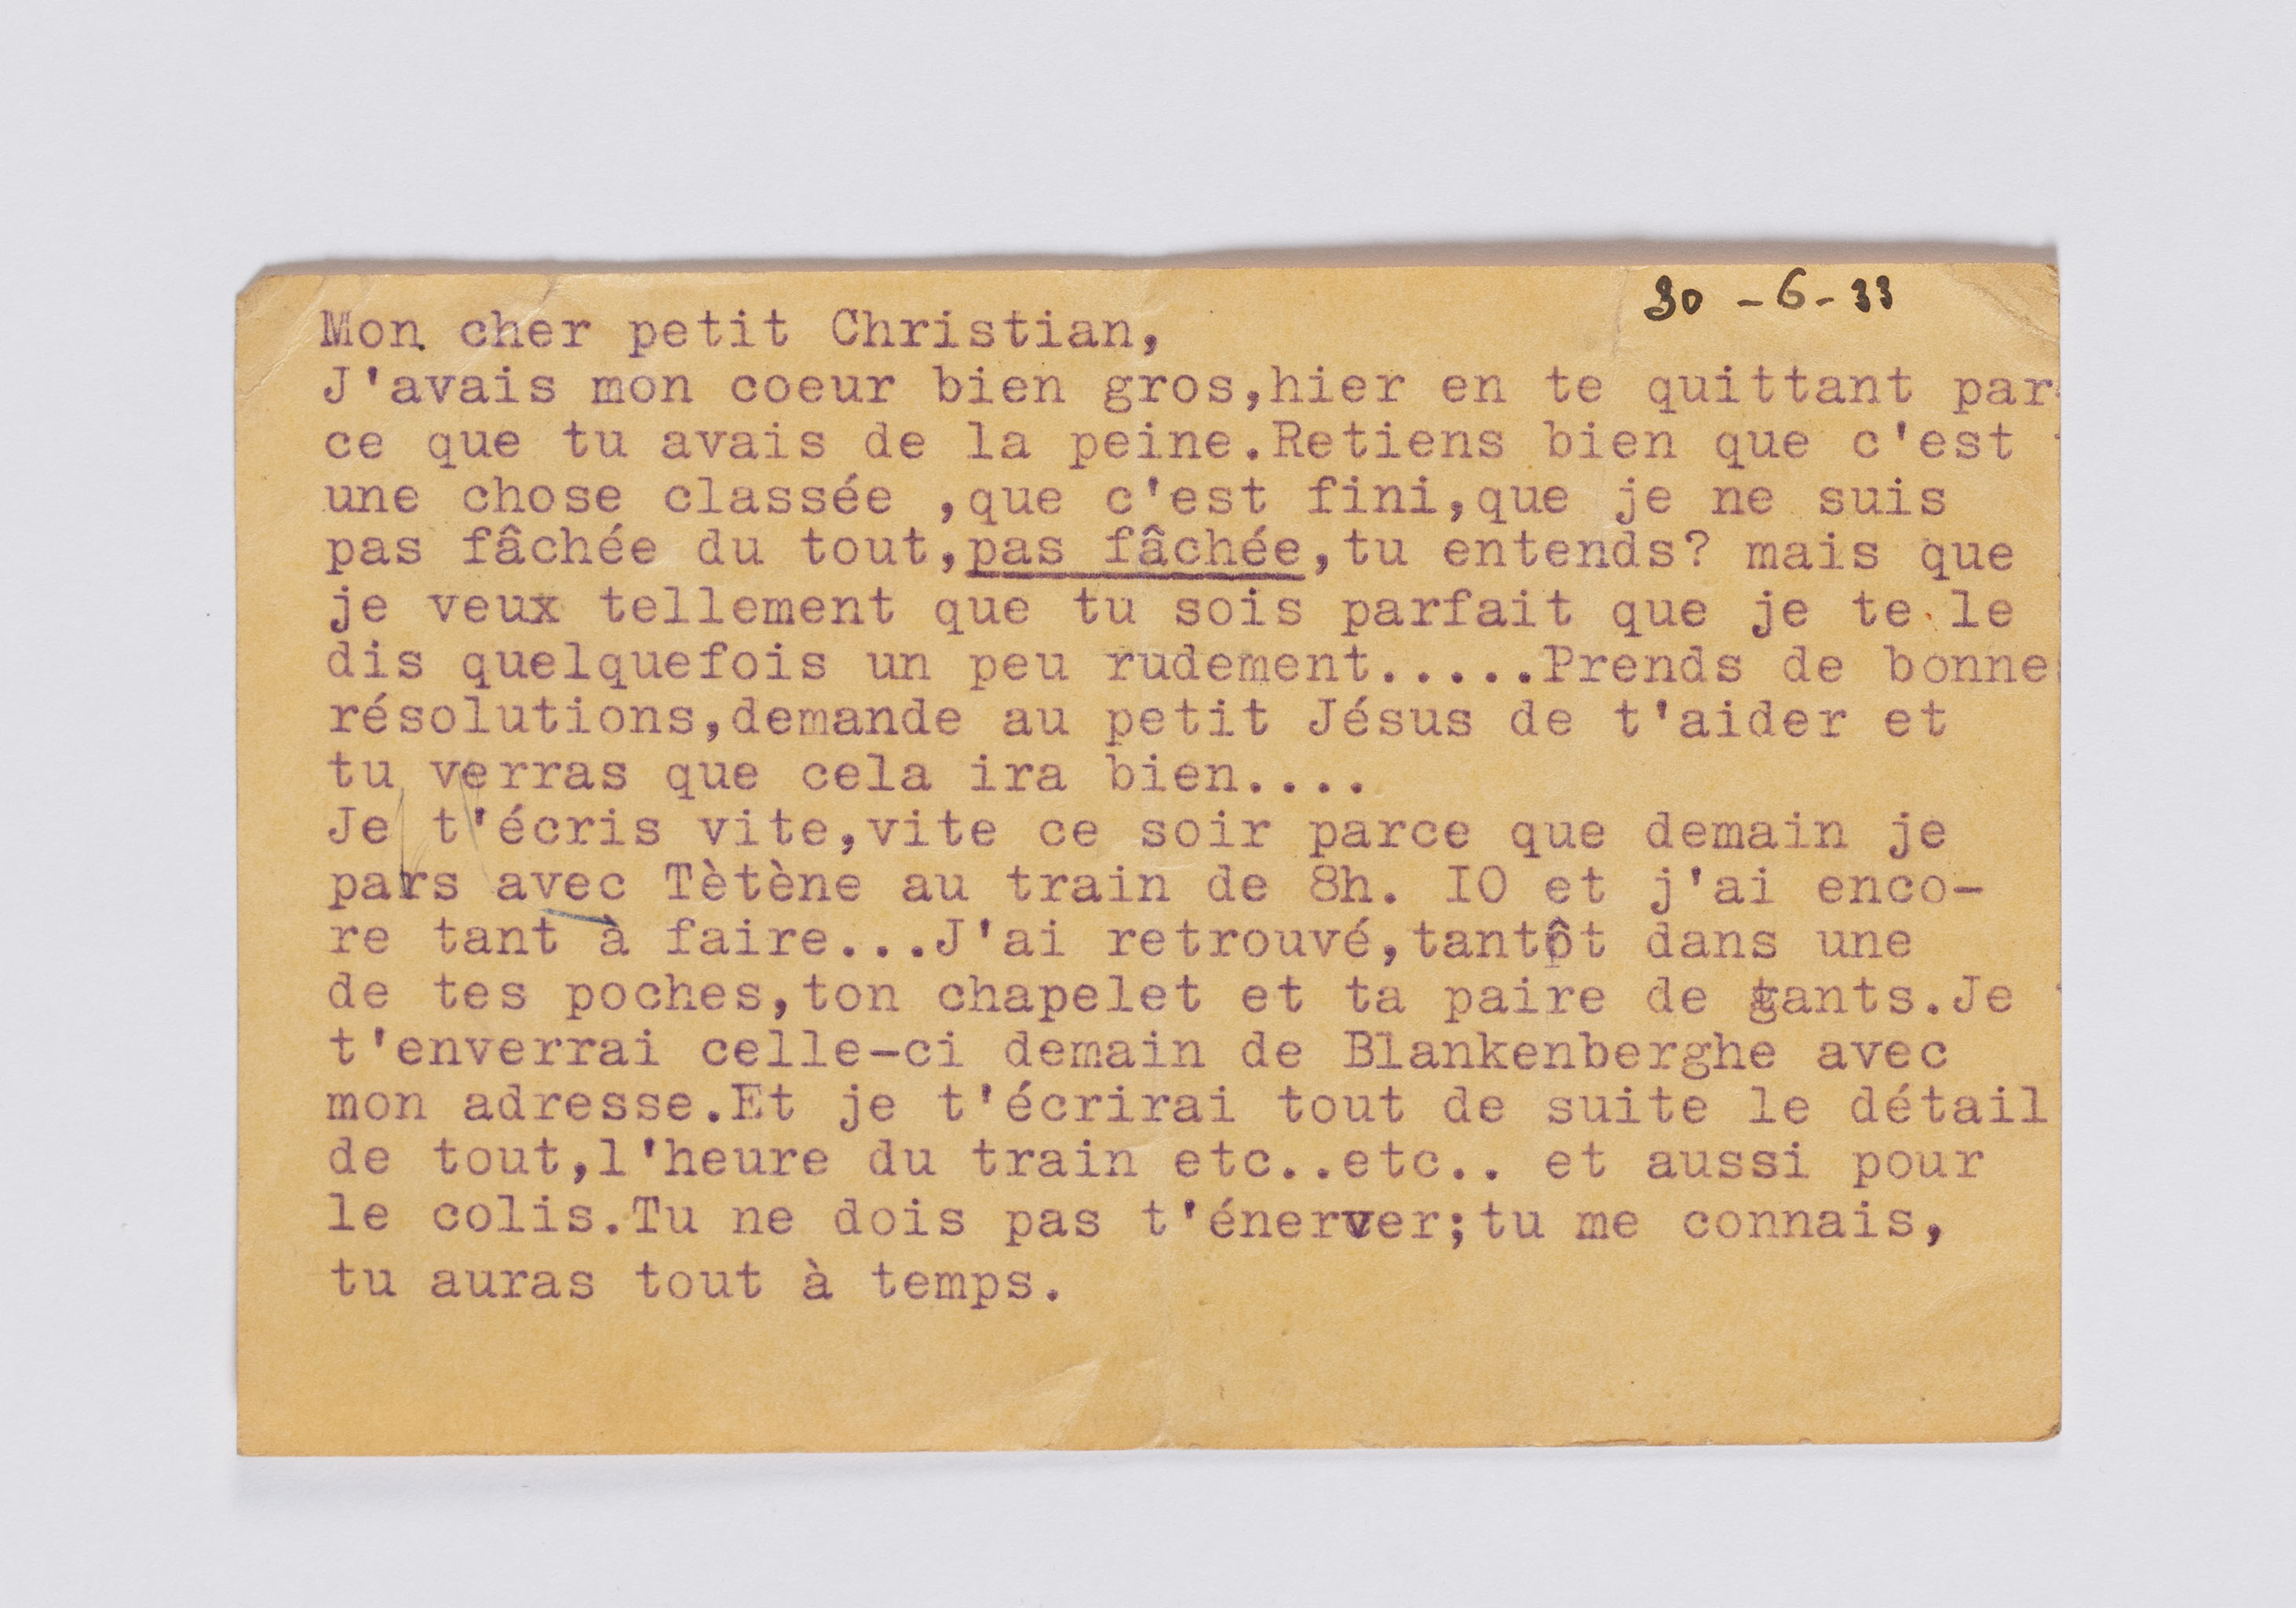 30 - 6 - 33
Mon cher petit Christian,
J'avais mon coeur bien gros,hier en te quittant par
ce que tu avais de la peine.Retiens bien que c'est
une chose classée ,que c'est fini,que je ne suis
pas fâchée du tout,pas fâchée,tu entends? mais que
je veux tellement que tu sois parfait que je te le
dis quelquefois un peu rudement.....Prends de bonne
résolutions,demande au petit Jésus de t'aider et
tu verras que cela ira bien....
Je t'écris vite,vite ce soir parce que demain je
pars avec Tètène au train de 8h. IO et j'ai enco-
re tant à faire...J'ai retrouvé,tantôt dans une
de tes poches,ton chapelet et ta paire de gants.Je
t'enverrai celle-ci demain de Blankenberghe avec
mon adresse.Et je t'écrirai tout de suite le détail
de tout,l'heure du train etc..etc.. et aussi pour
le colis.Tu ne dois pas t'énerver;tu me connais,
tu auras tout à temps.